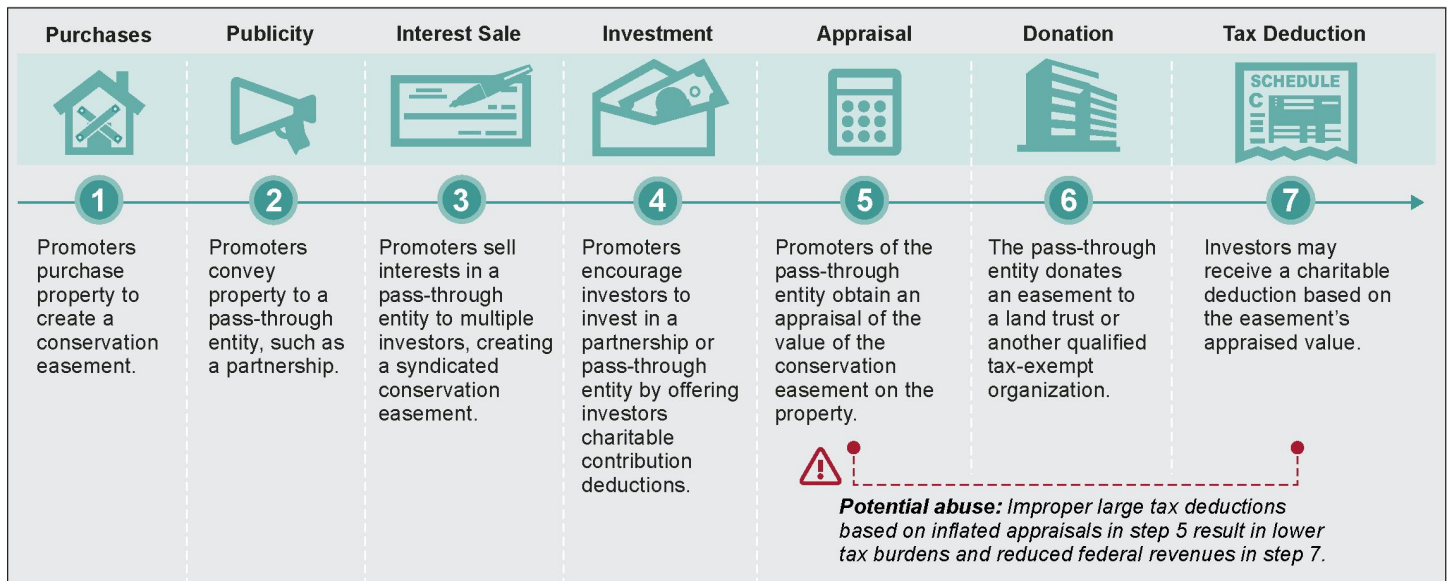 Purchases
Publicity
Interest Sale
Investment
Appraisal
Donation
Tax Deduction
SCHEDULE
C
1
2
3
4
5
6
7
Promoters
purchase
property to
create a
conservation
easement.
Promoters
convey
property to a
pass-through
entity, such as
a partnership.
Promoters sell
interests in a
pass-through
entity to multiple
investors, creating
a syndicated
conservation
easement.
Promoters
encourage
investors to
invest in a
partnership or
pass-through
entity by offering
investors
charitable
contribution
deductions.
Promoters of the
pass-through
entity obtain an
appraisal of the
value of the
conservation
easement on the
property.
The pass-through
entity donates
an easement to
a land trust or
another qualified
tax-exempt
organization.
Investors may
receive a charitable
deduction based on
the easement’s
appraised value.
!
Potential abuse: Improper large tax deductions
based on inflated appraisals in step 5 result in lower
tax burdens and reduced federal revenues in step 7.